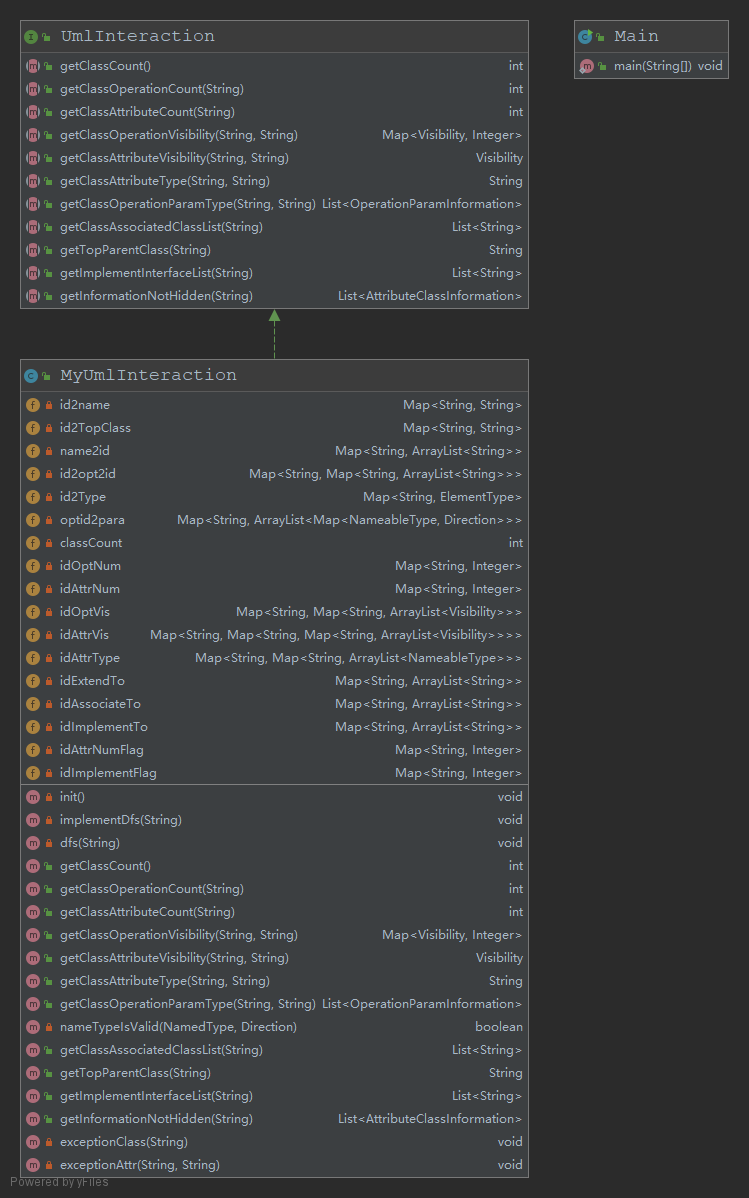 UmlInteraction
getClassCount() int
getClassOperationCount(String) int
getClassAttributeCount(String) int
getClassOperationVisibility(String, String) Map<Visibility, Integer>
getClassAttributeVisibility(String, String) Visibility
getClassAttributeType(String, String) String
getClassOperationParamType(String, String) List<OperationParamInformation>
getClassAssociatedClassList(String) List<String>
getTopParentClass(String) String
getImplementInterfaceList(String) List<String>
getInformationNotHidden(String) List<AttributeClassInformation>
Main
main(String[]) void
MyUmlInteraction
id2name Map<String, String>
id2TopClass Map<String, String>
name2id Map<String, ArrayList<String>>
id2opt2id Map<String, Map<String, ArrayList<String>>>
id2Type Map<String, ElementType>
optid2para Map<String, ArrayList<Map<NameableType, Direction>>>
classCount int
idOptNum Map<String, Integer>
idAttrNum Map<String, Integer>
idOptVis Map<String, Map<String, ArrayList<Visibility>>>
idAttrVis Map<String, Map<String, Map<String, ArrayList<Visibility>>>>
idAttrType Map<String, Map<String, ArrayList<NameableType>>>
idExtendTo Map<String, ArrayList<String>>
idAssociateTo Map<String, ArrayList<String>>
idImplementTo Map<String, ArrayList<String>>
idAttrNumFlag Map<String, Integer>
idImplementFlag Map<String, Integer>
init() void
implementDfs(String) void
dfs(String) void
getClassCount() int
getClassOperationCount(String) int
getClassAttributeCount(String) int
getClassOperationVisibility(String, String) Map<Visibility, Integer>
getClassAttributeVisibility(String, String) Visibility
getClassAttributeType(String, String) String
getClassOperationParamType(String, String) List<OperationParamInformation>
nameTypeIsValid(NamedType, Direction) boolean
getClassAssociatedClassList(String) List<String>
getTopParentClass(String) String
getImplementInterfaceList(String) List<String>
getInformationNotHidden(String) List<AttributeClassInformation>
exceptionClass(String) void
exceptionAttr(String, String) void
Powered by yFiles